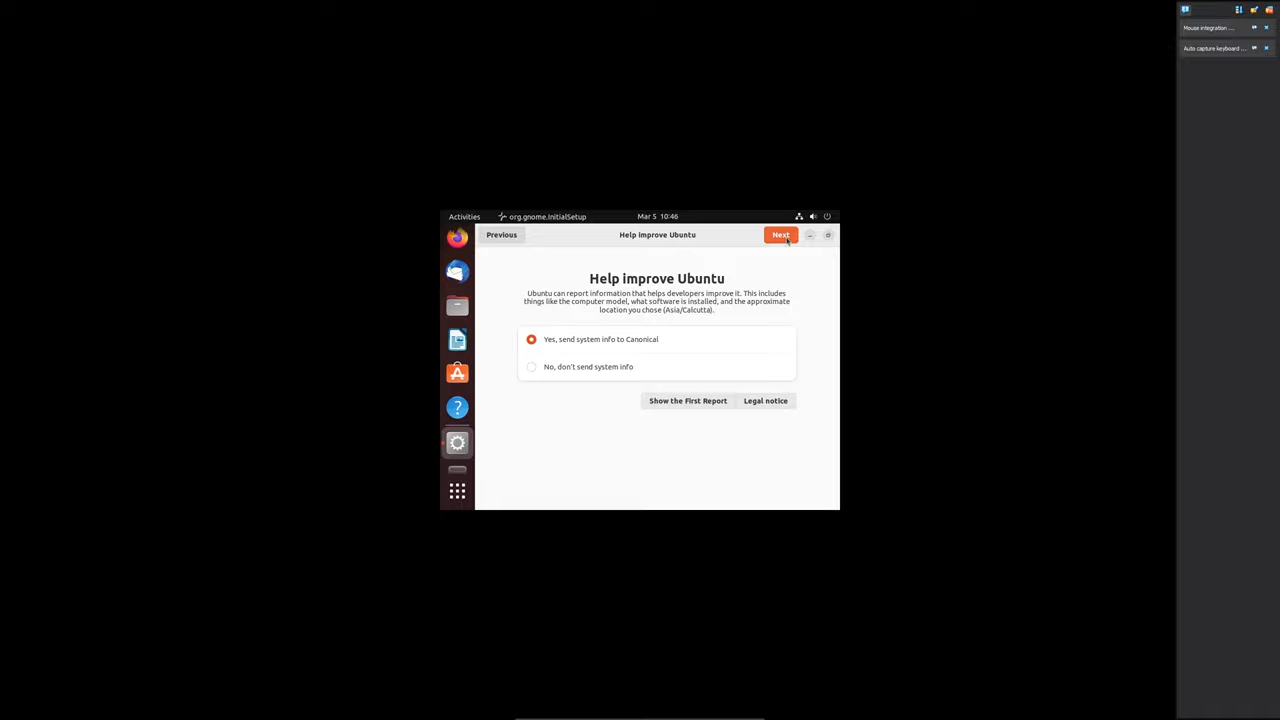 Mouse integration ...
Auto capture keyboard ...
Activities org.gnome.InitialSetup Mar 5 10:46
Previous Help improve Ubuntu Next
Help improve Ubuntu
Ubuntu can report information that helps developers improve it. This includes
things like the computer model, what software is installed, and the approximate
location you chose (Asia/Calcutta).
Yes, send system info to Canonical
No, don't send system info
Show the First Report Legal notice